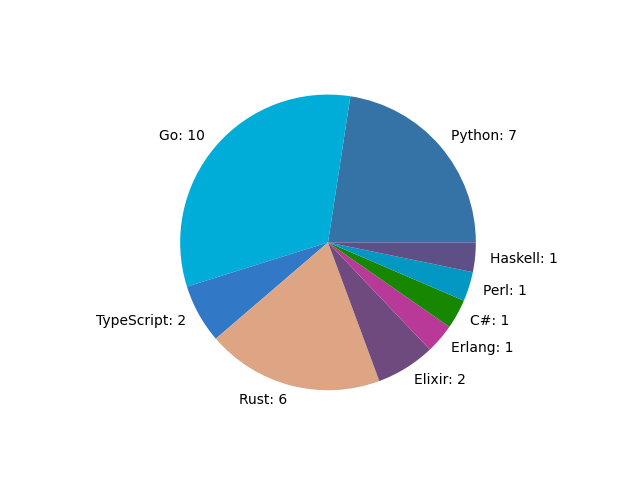 Python: 7
Go: 10
TypeScript: 2
Rust: 6
Elixir: 2
Erlang: 1
C#: 1
Perl: 1
Haskell: 1